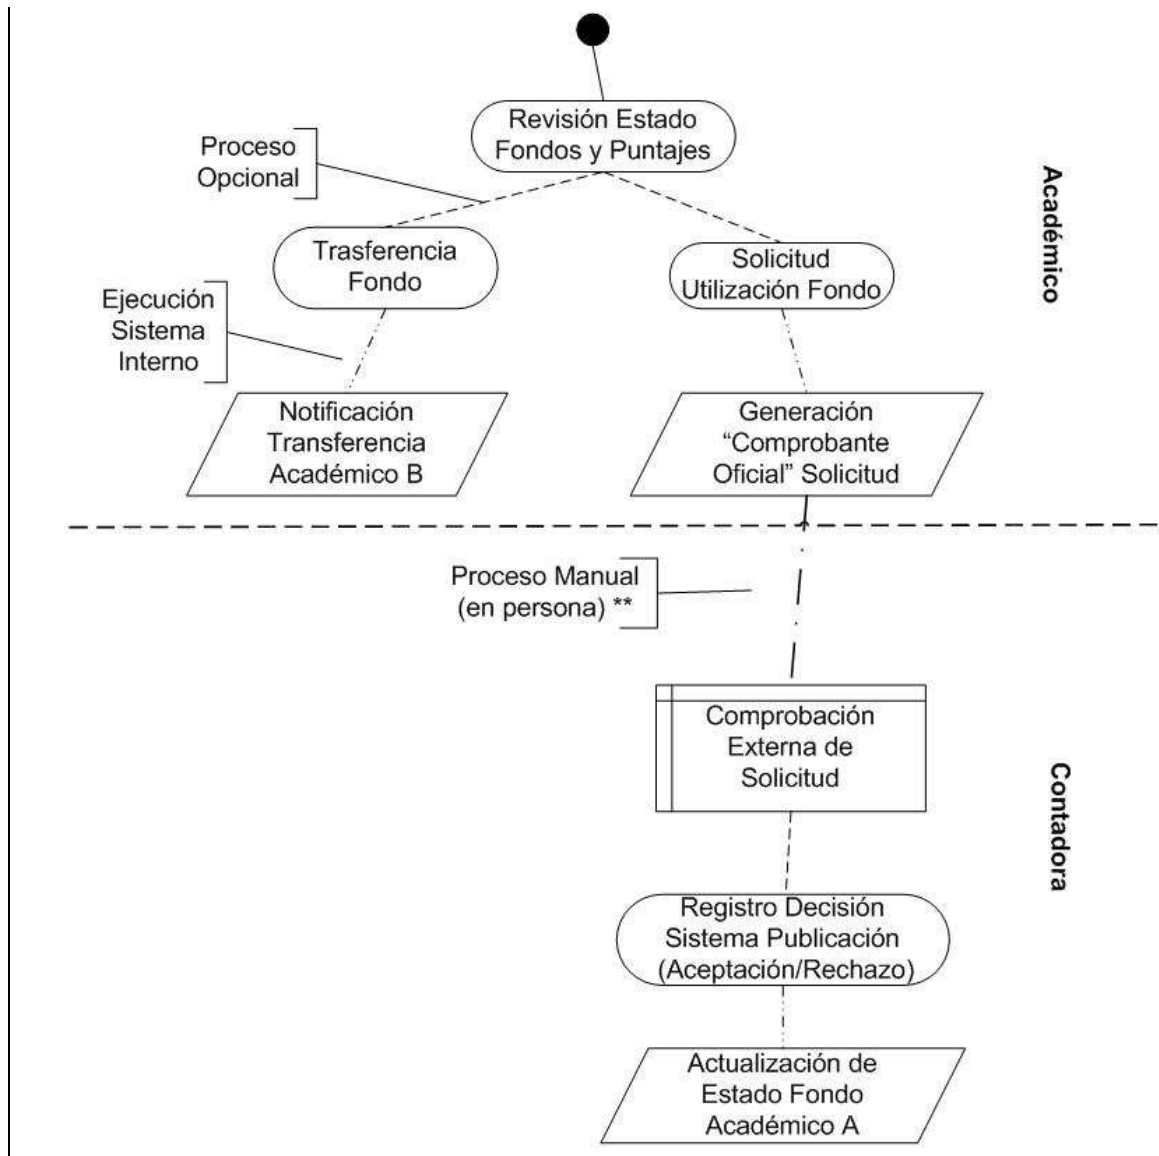 Revisión Estado
Fondos y Puntajes
Proceso
Opcional
Académico
Trasferencia
Fondo
Solicitud
Utilización Fondo
Ejecución
Sistema
Interno
Notificación
Transferencia
Académico B
Generación
“Comprobante
Oficial” Solicitud
Proceso Manual
(en persona) **
Comprobación
Externa de
Solicitud
Contadora
Registro Decisión
Sistema Publicación
(Aceptación/Rechazo)
Actualización de
Estado Fondo
Académico A